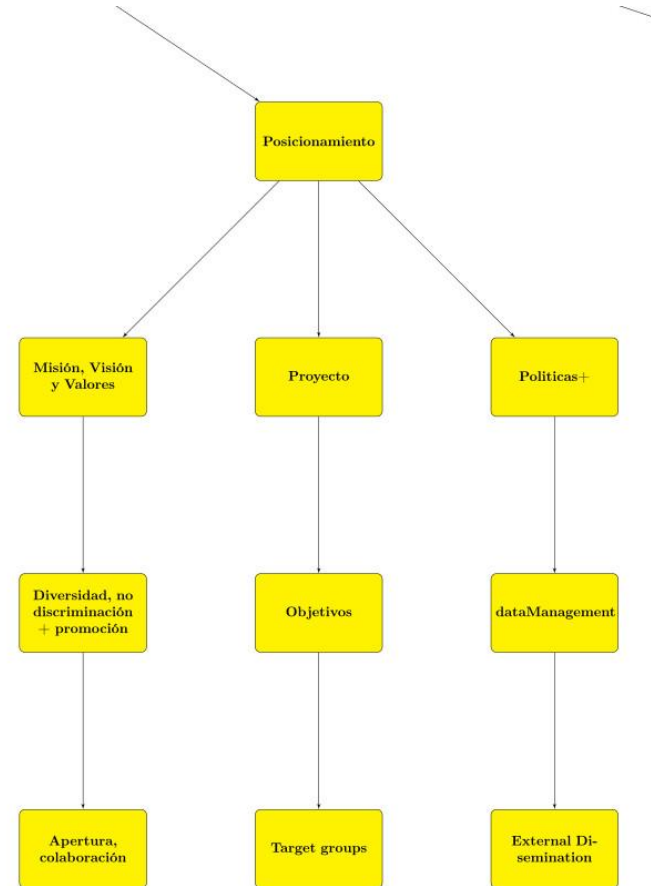 Posicionamiento
Misión, Visión
y Valores
Proyecto
Politicas+
Diversidad, no
discriminación
+ promoción
Objetivos
dataManagement
Apertura,
colaboración
Target groups
External Di-
semination